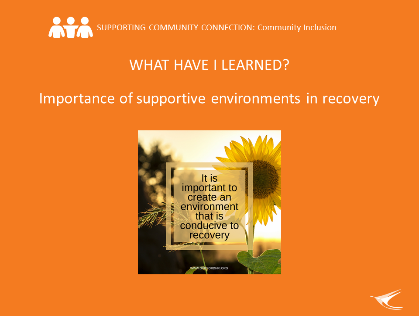 SUPPORTING COMMUNITY CONNECTION: Community Inclusion
WHAT HAVE I LEARNED?
Importance of supportive environments in recovery
It is
important to
create an
environment
that is
conducive to
recovery